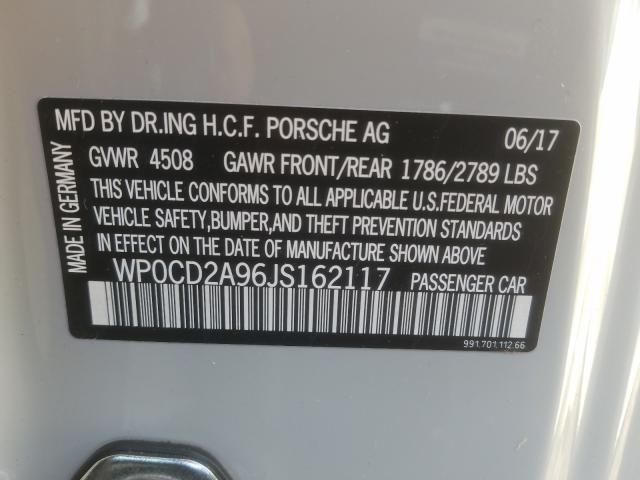 MFD BY DR.ING H.C.F. PORSCHE AG 06/17
GVWR 4508 GAWR FRONT/REAR 1786/2789 LBS
THIS VEHICLE CONFORMS TO ALL APPLICABLE U.S.FEDERAL MOTOR
VEHICLE SAFETY,BUMPER,AND THEFT PREVENTION STANDARDS
IN EFFECT ON THE DATE OF MANUFACTURE SHOWN ABOVE
WP0CD2A96JS162117 PASSENGER CAR
991.701.112.66
MADE IN GERMANY